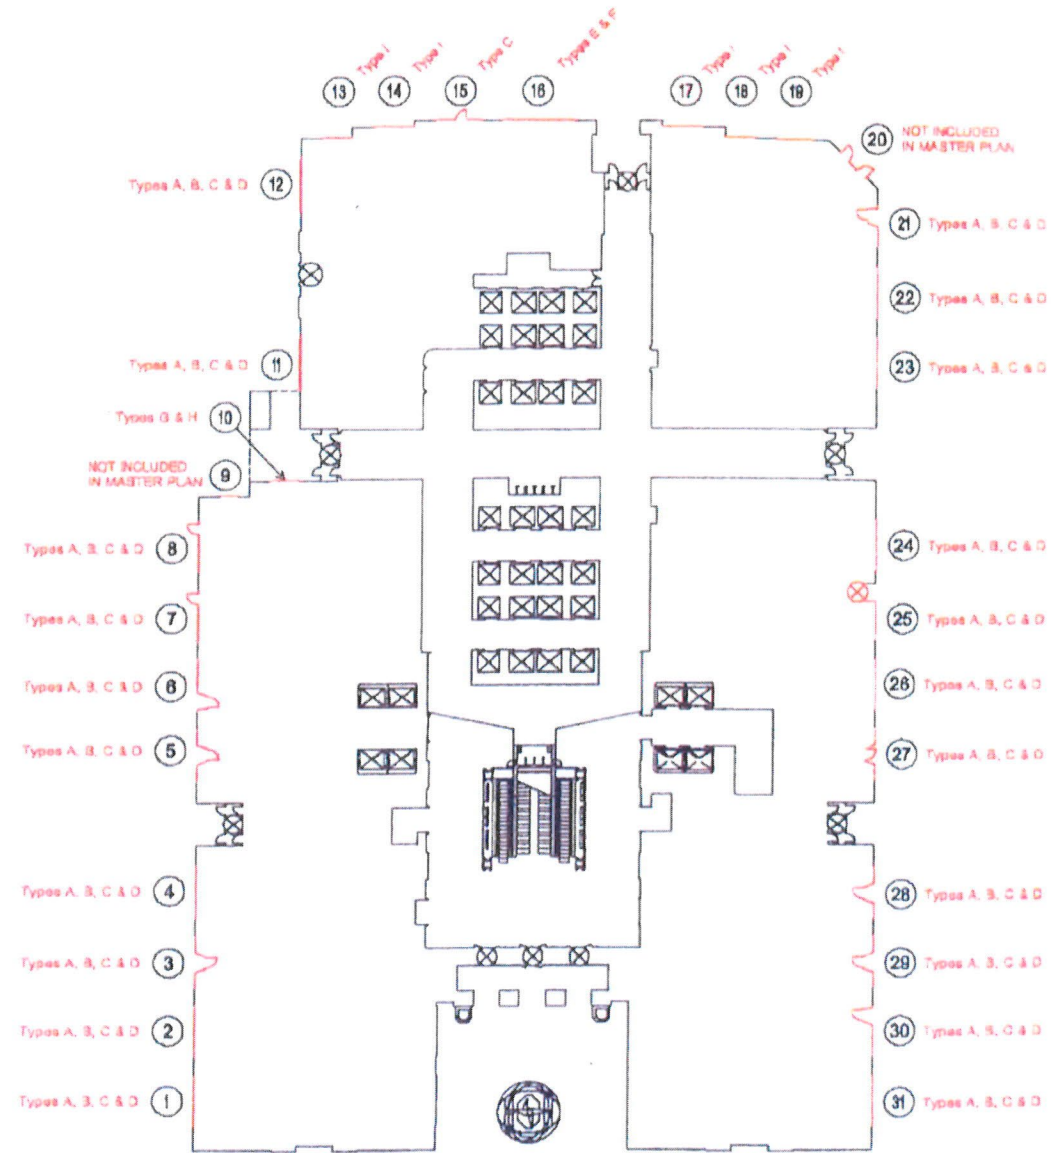 13 Type I
14 Type I
15 Type C
16 Types E & F
17 Type I
18 Type I
19 Type I
20 NOT INCLUDED
IN MASTER PLAN
Types A, B, C & D 12
21 Types A, B, C & D
22 Types A, B, C & D
Types A, B, C & D 11
23 Types A, B, C & D
Types G & H 10
NOT INCLUDED
IN MASTER PLAN
9
Types A, B, C & D 8
24 Types A, B, C & D
Types A, B, C & D 7
25 Types A, B, C & D
Types A, B, C & D 6
26 Types A, B, C & D
Types A, B, C & D 5
27 Types A, B, C & D
Types A, B, C & D 4
28 Types A, B, C & D
Types A, B, C & D 3
29 Types A, B, C & D
Types A, B, C & D 2
30 Types A, B, C & D
Types A, B, C & D 1
31 Types A, B, C & D